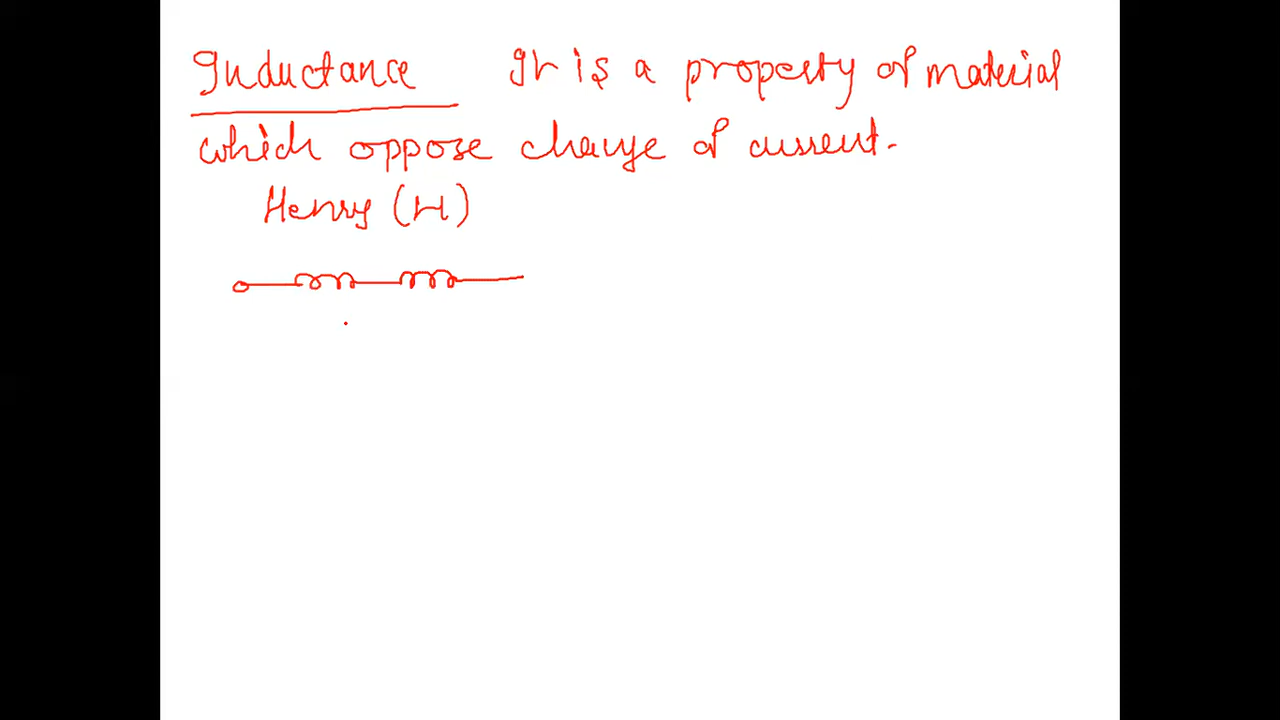 Inductance It is a property of material
which oppose change of current.
Henry (H)